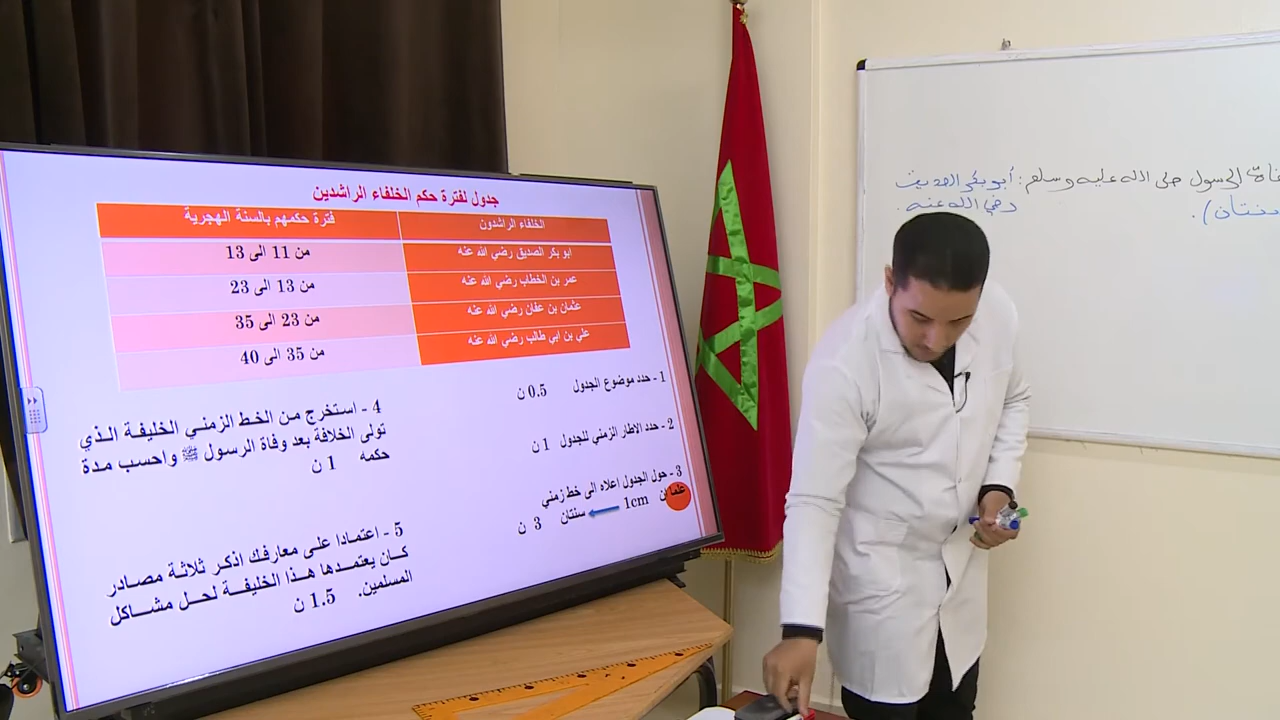 جدول لفترة حكم الخلفاء الراشدين
الخلفاء الراشدون فترة حكمهم بالسنة الهجرية
ابو بكر الصديق رضي الله عنه من 11 الى 13
عمر بن الخطاب رضي الله عنه من 13 الى 23
عثمان بن عفان رضي الله عنه من 23 الى 35
علي بن ابي طالب رضي الله عنه من 35 الى 40
1 - حدد موضوع الجدول 0.5 ن
2 - حدد الاطار الزمني للجدول 1 ن
3 - حول الجدول اعلاه الى خط زمني
علما ن 1cm سنتان 3 ن
4 - استخرج من الخط الزمني الخليفة الذي
تولى الخلافة بعد وفاة الرسول ﷺ واحسب مدة
حكمه 1 ن
5 - اعتمادا على معارفك اذكر ثلاثة مصادر
كان يعتمدها هذا الخليفة لحل مشاكل
المسلمين. 1.5 ن
الرسول صلى الله عليه وسلم : أبو بكر الصديق
رضي الله عنه.
سنتان).